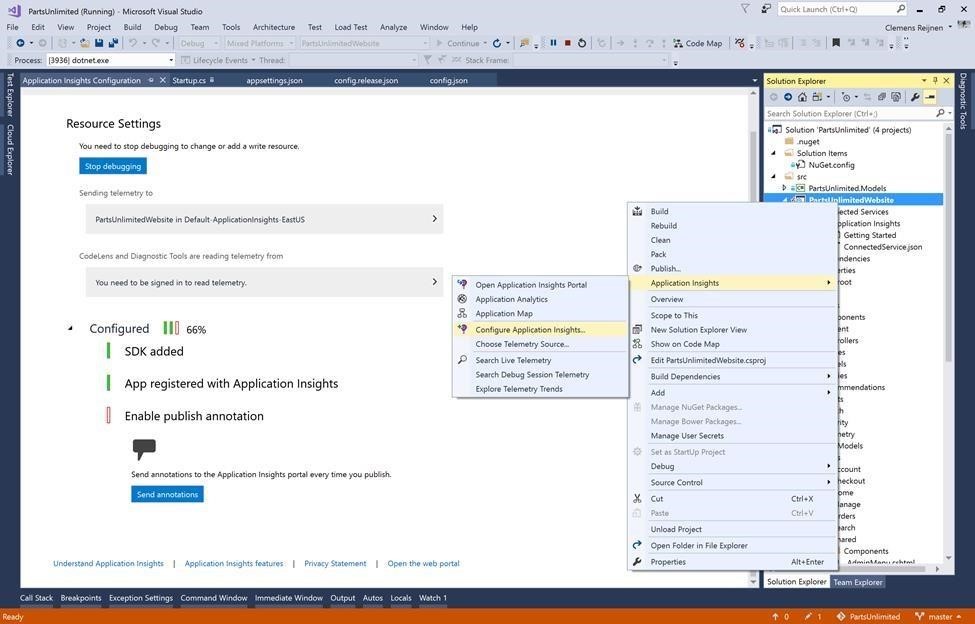 PartsUnlimited (Running) - Microsoft Visual Studio
Quick Launch (Ctrl+Q)
File Edit View Project Build Debug Team Tools Architecture Test Load Test Analyze Window Help
Clemens Reijnen
Debug Mixed Platforms PartsUnlimitedWebsite Continue Code Map
Process: [3936] dotnet.exe Lifecycle Events Thread: Stack Frame:
Test Explorer
Cloud Explorer
Application Insights Configuration Startup.cs appsettings.json config.release.json config.json
Resource Settings
You need to stop debugging to change or add a write resource.
Stop debugging
Sending telemetry to
PartsUnlimitedWebsite in Default-ApplicationInsights-EastUS
CodeLens and Diagnostic Tools are reading telemetry from
You need to be signed in to read telemetry.
Configured 66%
SDK added
App registered with Application Insights
Enable publish annotation
Send annotations to the Application Insights portal every time you publish.
Send annotations
Understand Application Insights | Application Insights features | Privacy Statement | Open the web portal
Open Application Insights Portal
Application Analytics
Application Map
Configure Application Insights...
Choose Telemetry Source...
Search Live Telemetry
Search Debug Session Telemetry
Explore Telemetry Trends
Build
Rebuild
Clean
Pack
Publish...
Application Insights
Overview
Scope to This
New Solution Explorer View
Show on Code Map
Edit PartsUnlimitedWebsite.csproj
Build Dependencies
Add
Manage NuGet Packages...
Manage Bower Packages...
Manage User Secrets
Set as StartUp Project
Debug
Source Control
Cut Ctrl+X
Paste Ctrl+V
Unload Project
Open Folder in File Explorer
Properties Alt+Enter
Solution Explorer
Search Solution Explorer (Ctrl+;)
Solution 'PartsUnlimited' (4 projects)
.nuget
Solution Items
NuGet.config
src
PartsUnlimited.Models
PartsUnlimitedWebsite
ected Services
pplication Insights
Getting Started
ConnectedService.json
endencies
erties
root
onents
ent
rollers
es
els
mmendations
ch
rity
metry
Models
s
ccount
heckout
ome
anage
rders
earch
hared
Components
AdminMenu.cshtml
Solution Explorer Team Explorer
Diagnostic Tools
Call Stack Breakpoints Exception Settings Command Window Immediate Window Output Autos Locals Watch 1
Ready 0 1 PartsUnlimited master